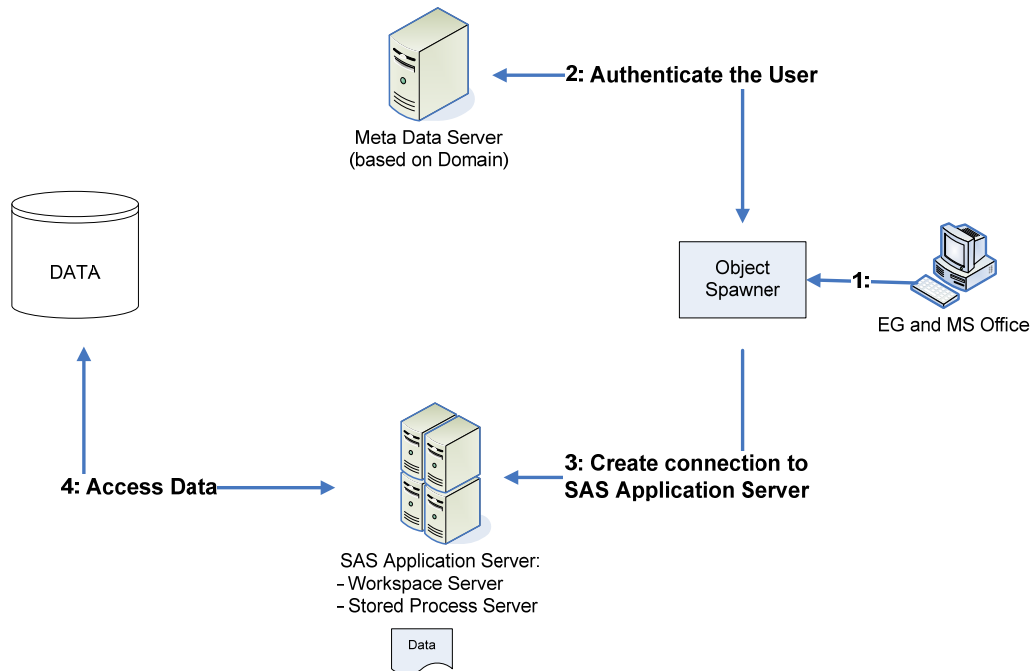 2: Authenticate the User
Meta Data Server
(based on Domain)
DATA
Object
Spawner
1:
EG and MS Office
3: Create connection to
SAS Application Server
4: Access Data
SAS Application Server:
- Workspace Server
- Stored Process Server
Data